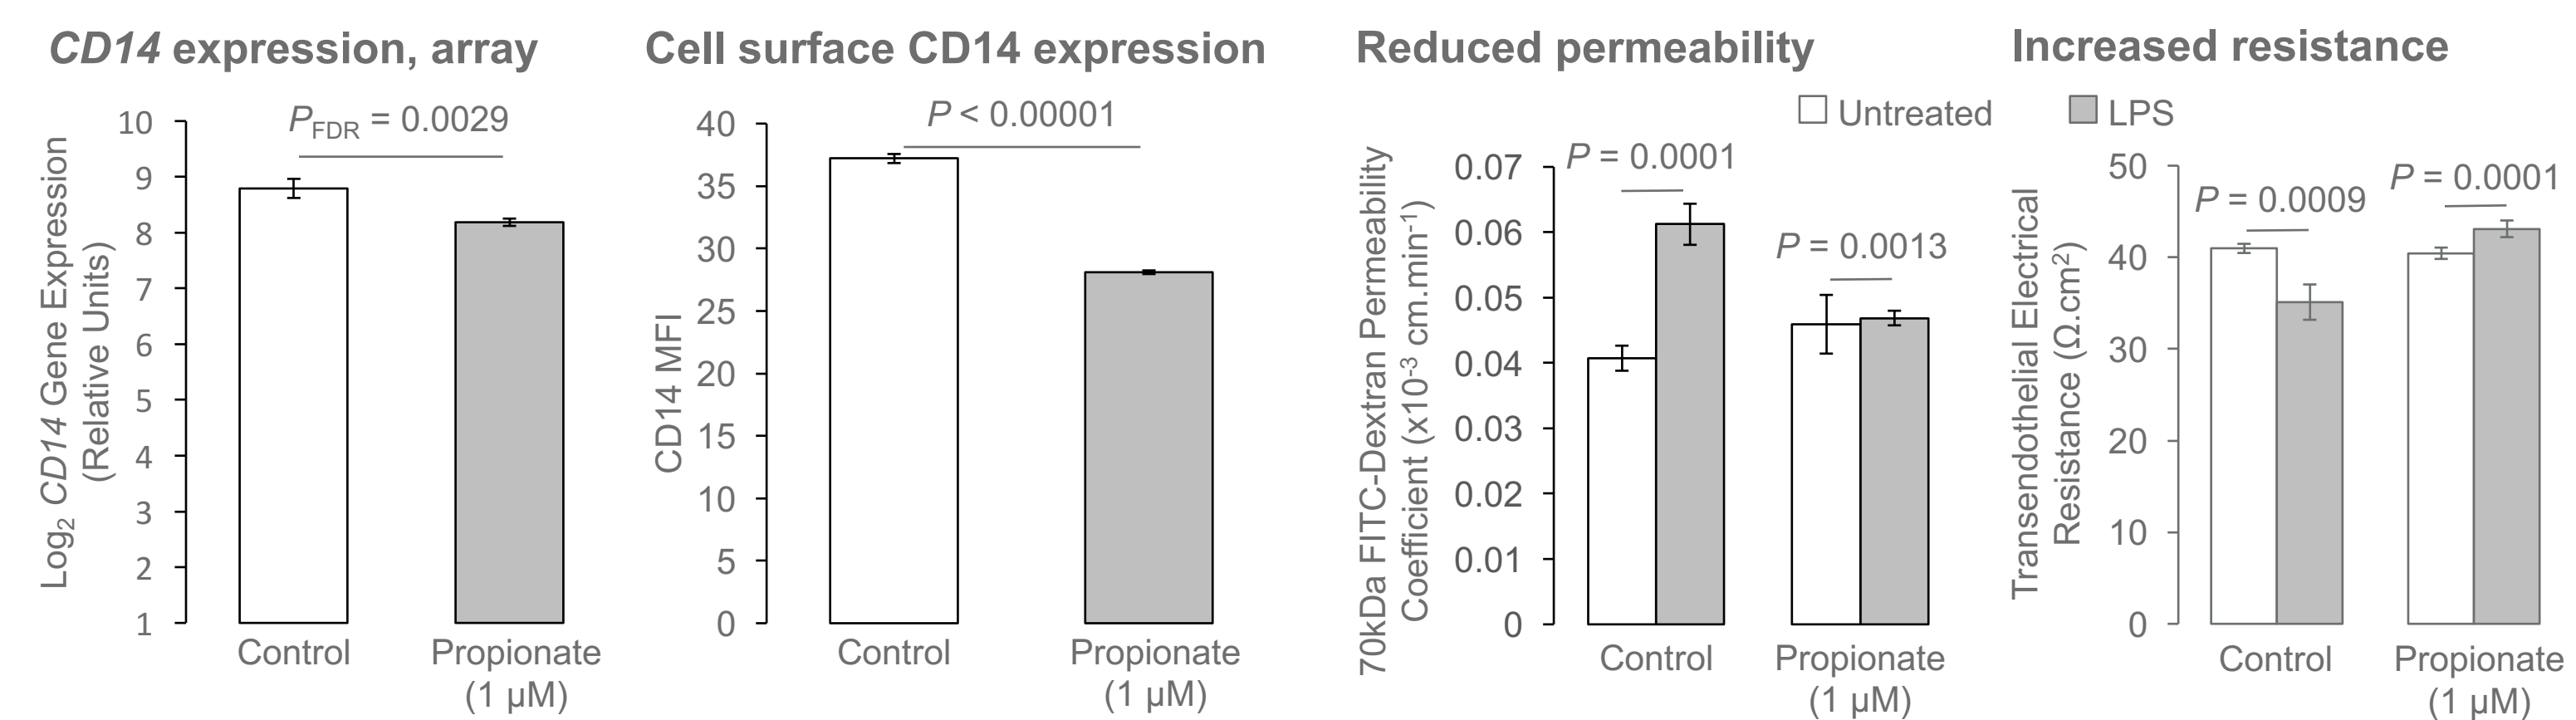 CD14 expression, array
P_FDR = 0.0029
Log₂ CD14 Gene Expression
(Relative Units)
10
9
8
7
6
5
4
3
2
1
Control
Propionate
(1 µM)
Cell surface CD14 expression
P < 0.00001
CD14 MFI
40
35
30
25
20
15
10
5
0
Control
Propionate
(1 µM)
Reduced permeability
Untreated
LPS
70kDa FITC-Dextran Permeability
Coefficient (x10⁻³ cm.min⁻¹)
0.07
0.06
0.05
0.04
0.03
0.02
0.01
0
P = 0.0001
P = 0.0013
Control
Propionate
(1 µM)
Increased resistance
Transendothelial Electrical
Resistance (Ω.cm²)
50
40
30
20
10
0
P = 0.0009
P = 0.0001
Control
Propionate
(1 µM)